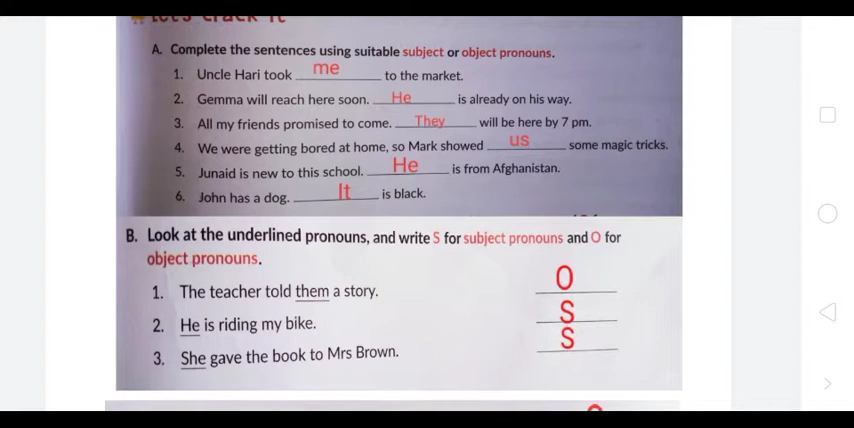 Let's Crack It
A. Complete the sentences using suitable subject or object pronouns.
1. Uncle Hari took me to the market.
2. Gemma will reach here soon. He is already on his way.
3. All my friends promised to come. They will be here by 7 pm.
4. We were getting bored at home, so Mark showed us some magic tricks.
5. Junaid is new to this school. He is from Afghanistan.
6. John has a dog. It is black.
B. Look at the underlined pronouns, and write S for subject pronouns and O for
object pronouns.
1. The teacher told them a story. O
2. He is riding my bike. S
3. She gave the book to Mrs Brown. S